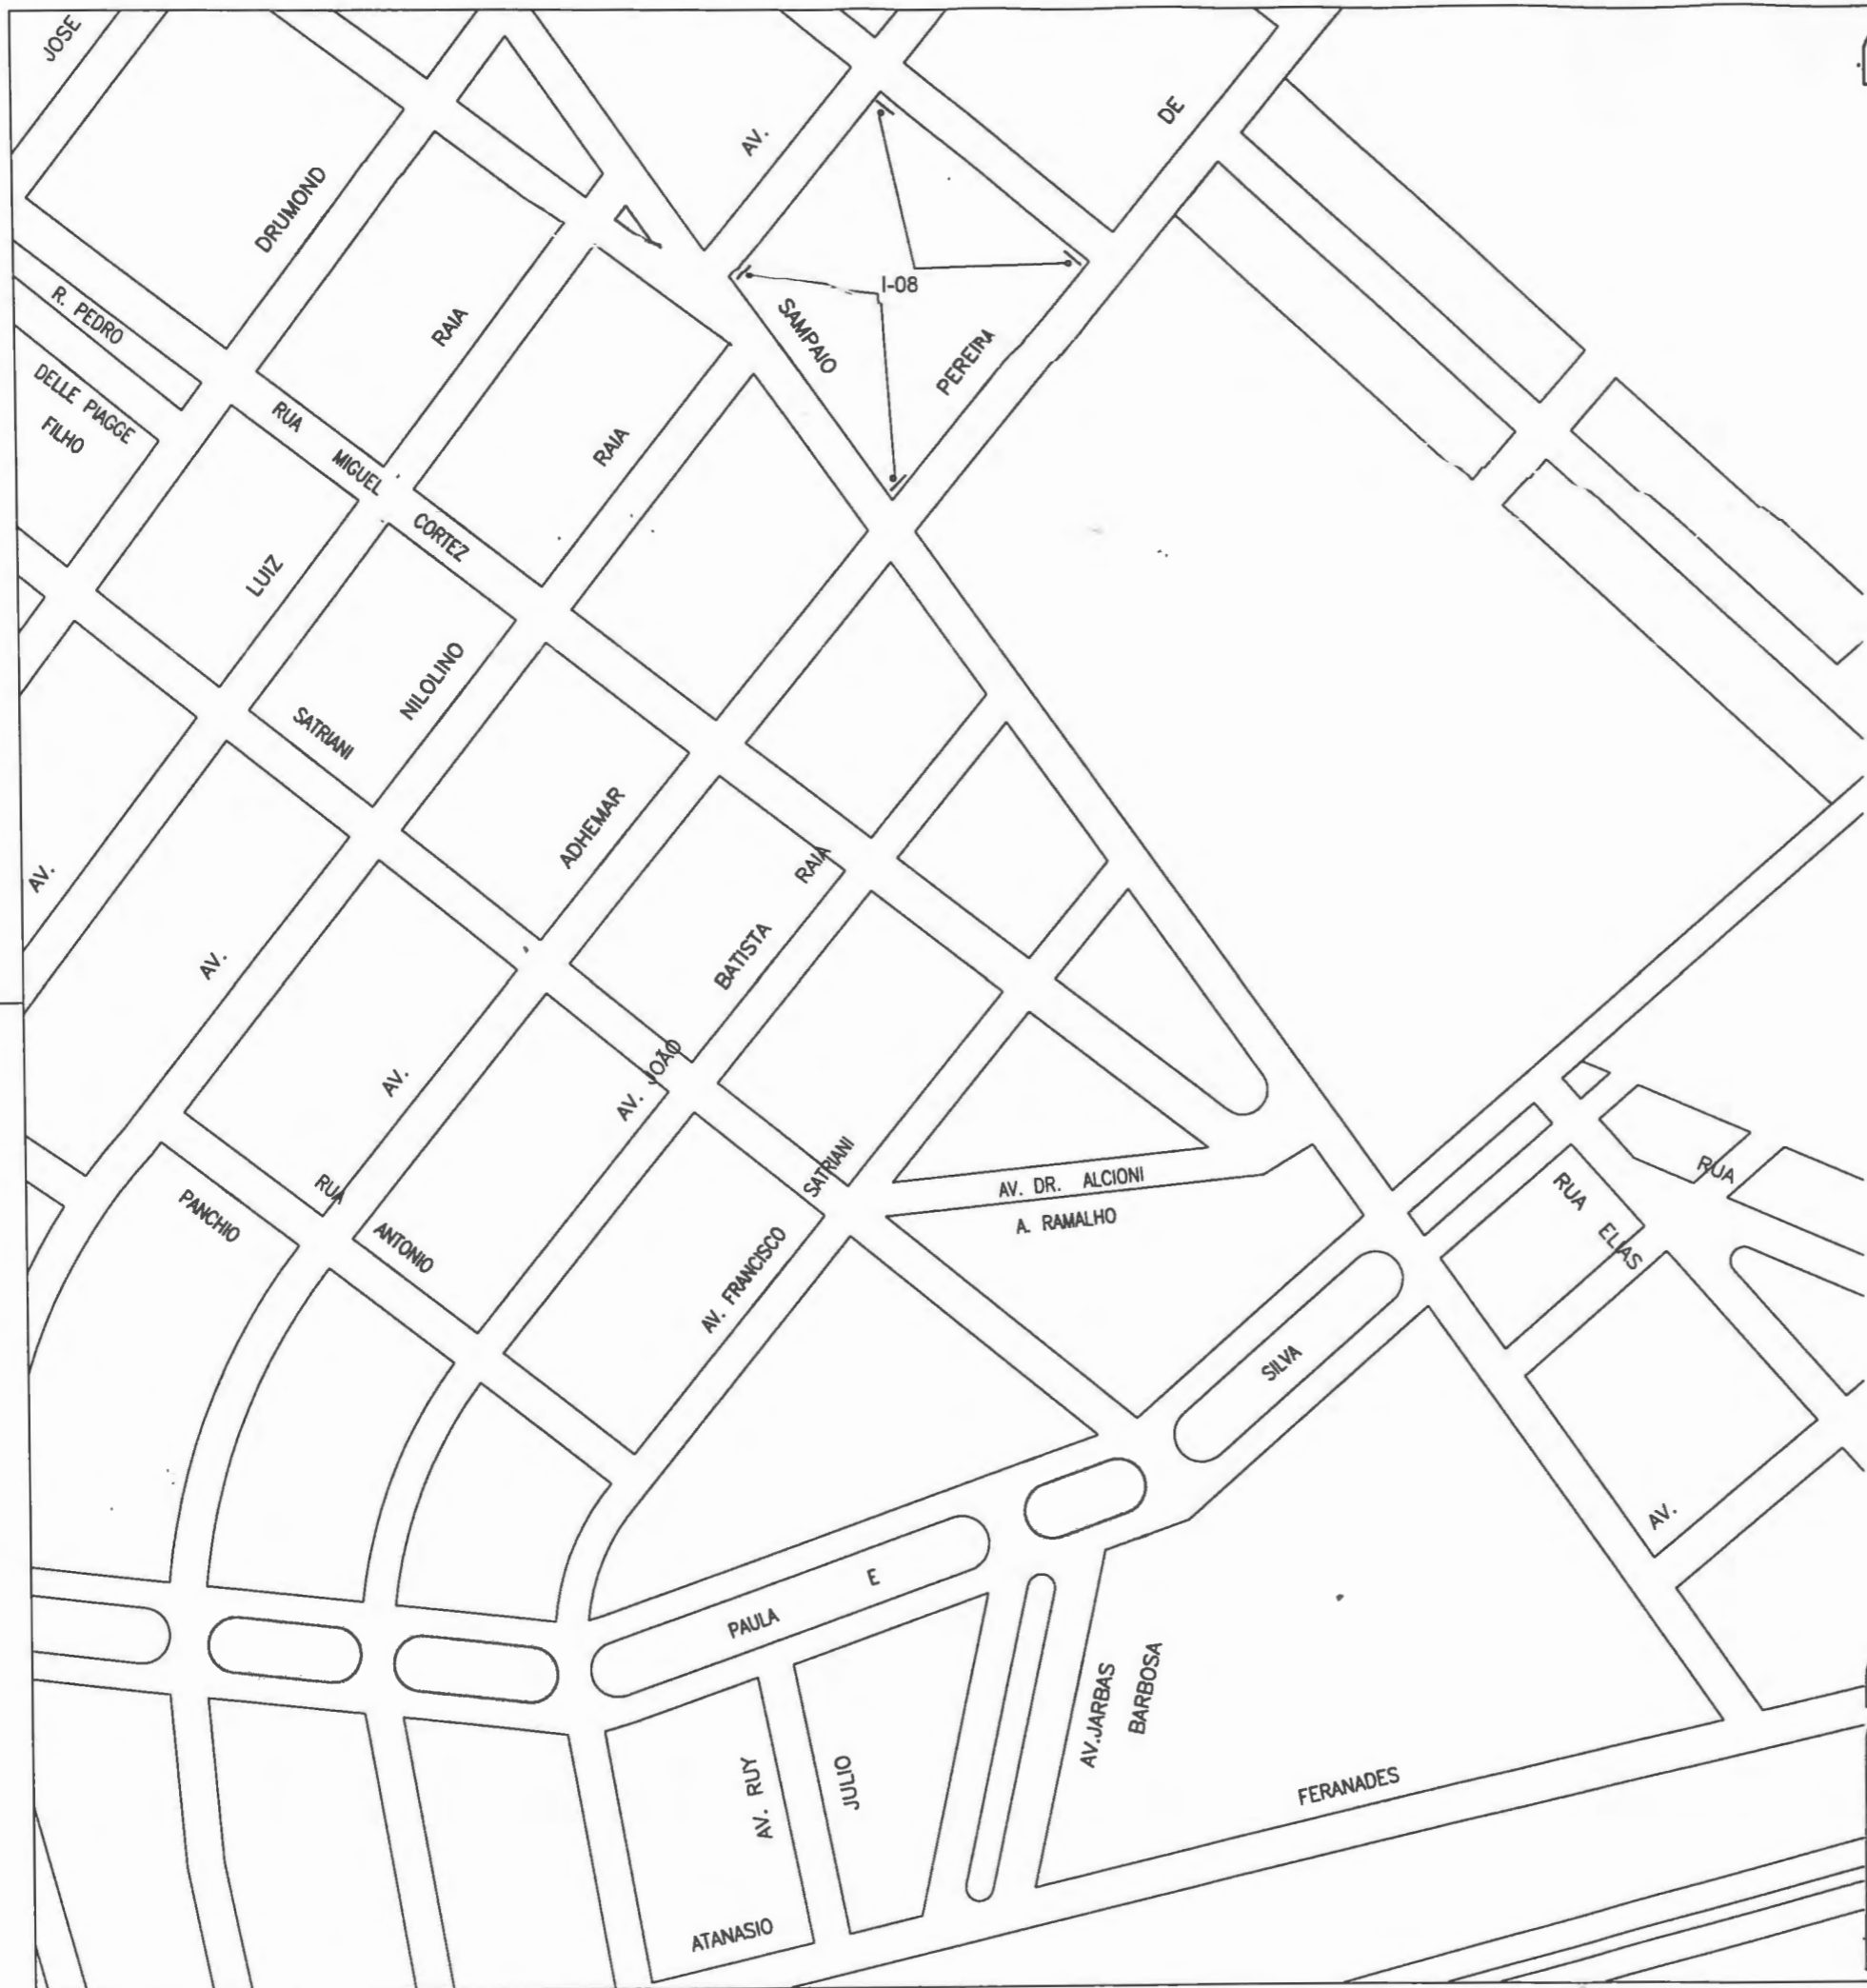 JOSE
AV.
DE
DRUMOND
I-08
R. PEDRO
RAIA
SAMPAIO
PEREIRA
DELLE PIAGGE
FILHO
RUA
MIGUEL
CORTEZ
RAIA
LUIZ
NILOLINO
SATRIANI
ADHEMAR
RAIA
AV.
AV.
BATISTA
AV.
AV. JOÃO
RUA
PANCHIO
ANTONIO
SATRIANI
AV. DR. ALCIONI
A. RAMALHO
RUA
RUA ELIAS
AV. FRANCISCO
SILVA
AV.
E
PAULA
AV.JARBAS
BARBOSA
AV. RUY
JULIO
FERANADES
ATANASIO